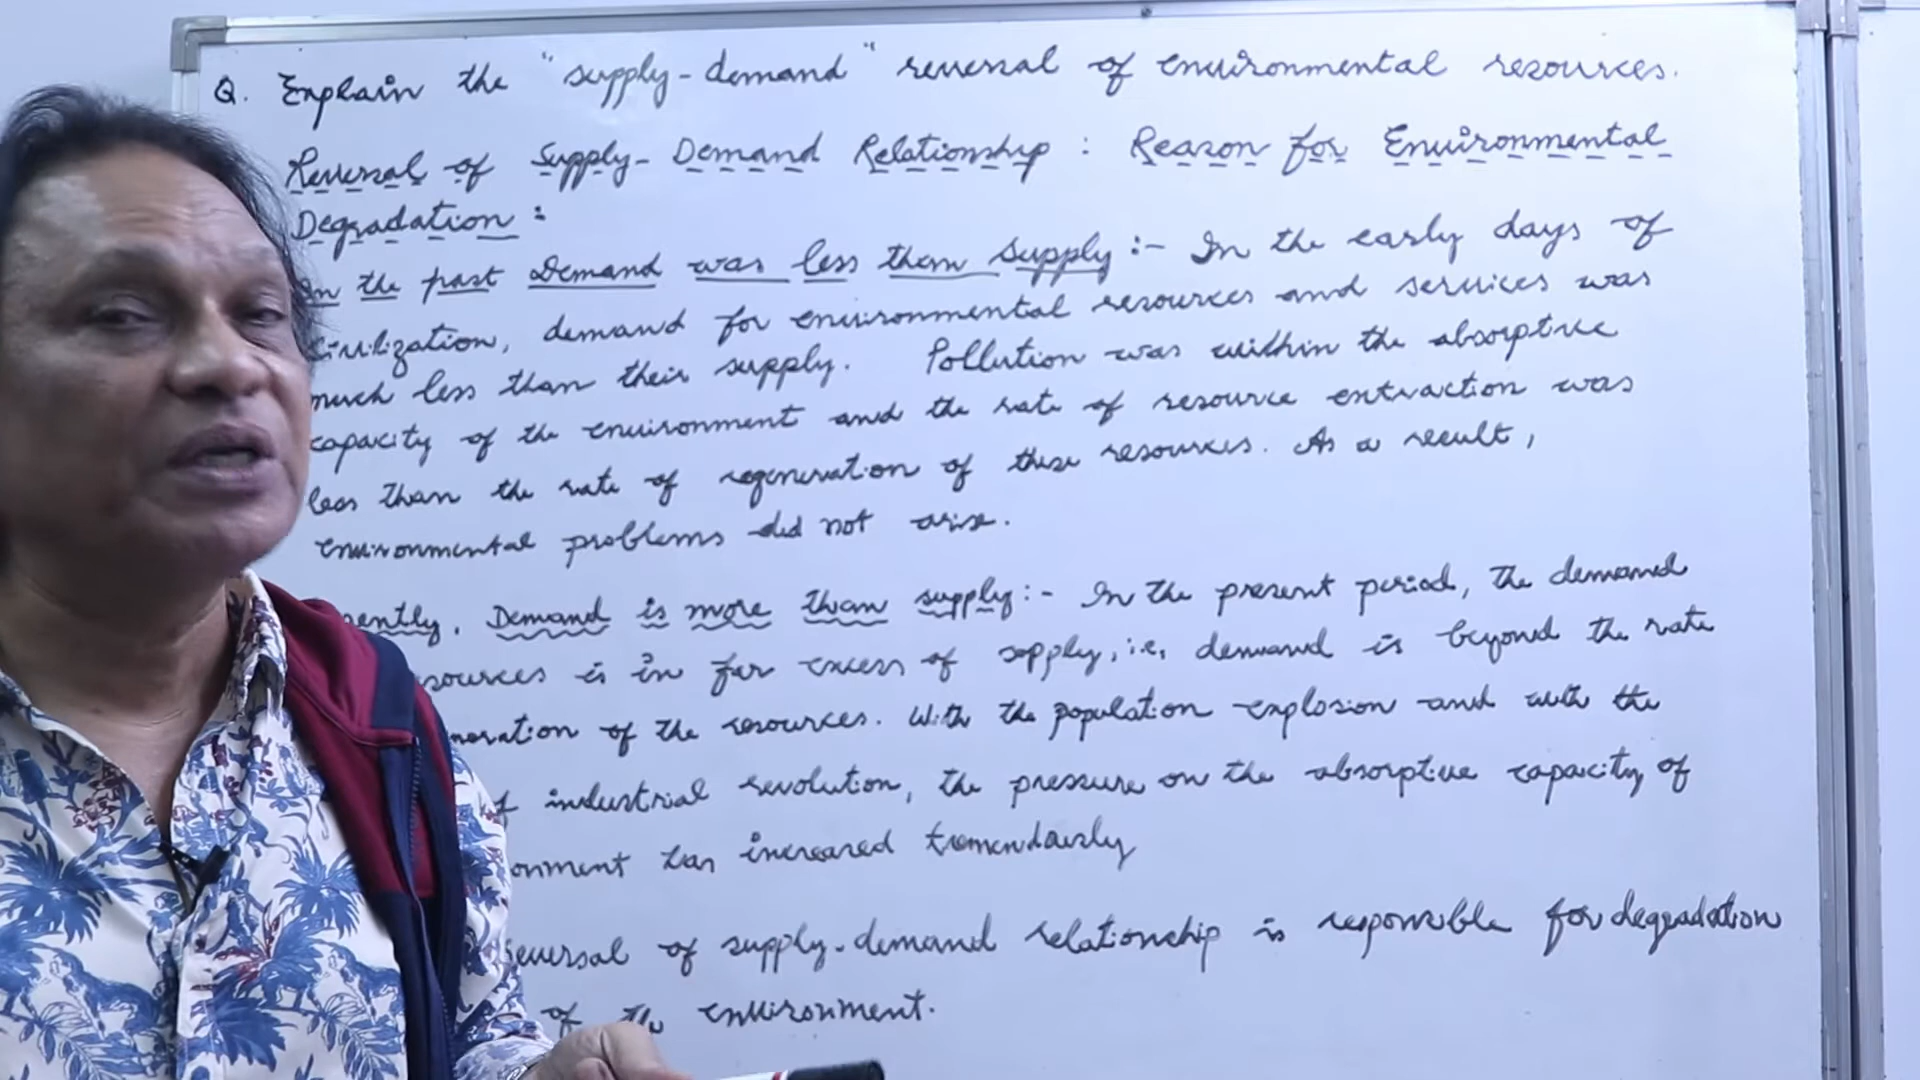 Q. Explain the "supply-demand" reversal of environmental resources.
Reversal of Supply-Demand Relationship : Reason for Environmental
Degradation :
In the past Demand was less than Supply :- In the early days of
Civilization, demand for environmental resources and services was
much less than their supply. Pollution was within the absorptive
capacity of the environment and the rate of resource extraction was
less than the rate of regeneration of these resources. As a result,
environmental problems did not arise.
ently, Demand is more than supply :- In the present period, the demand
sources is in far excess of supply, i.e, demand is beyond the rate
neration of the resources. With the population explosion and with the
of industrial revolution, the pressure on the absorptive capacity of
onment has increased tremendously
reversal of supply-demand relationship is responsible for degradation
of the environment.